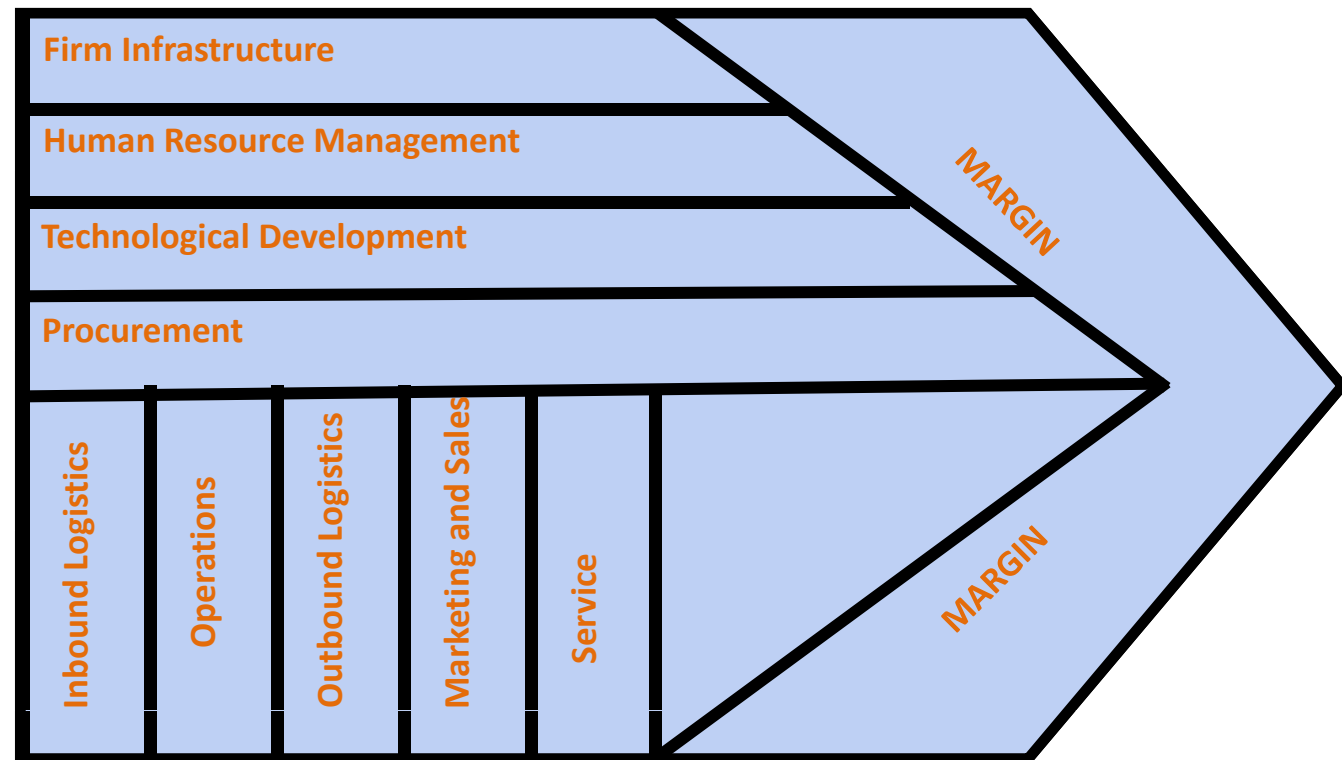 Firm Infrastructure
Human Resource Management
MARGIN
Technological Development
Procurement
Inbound Logistics
Operations
Outbound Logistics
Marketing and Sales
Service
MARGIN